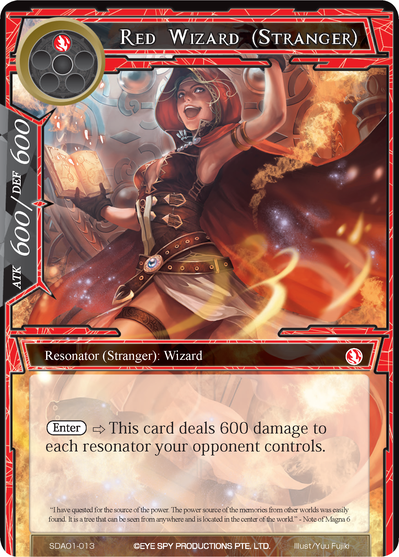 Red Wizard (Stranger)
ATK 600/DEF 600
Resonator (Stranger): Wizard
Enter ⇨ This card deals 600 damage to
each resonator your opponent controls.
"I have quested for the source of the power. The power source of the memories from other worlds was easily
found. It is a tree that can be seen from anywhere and is located in the center of the world." - Note of Magna 6
SDAO1-013 ©EYE SPY PRODUCTIONS PTE. LTD. Illust/Yuu Fujiki